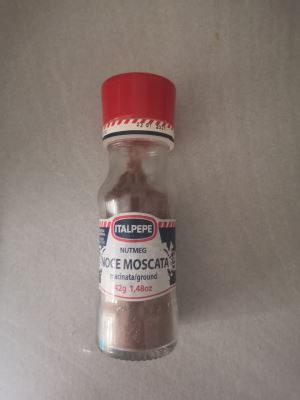 ITALPEPE
NUTMEG
NOCE MOSCATA
macinata/ground
42g 1,48oz